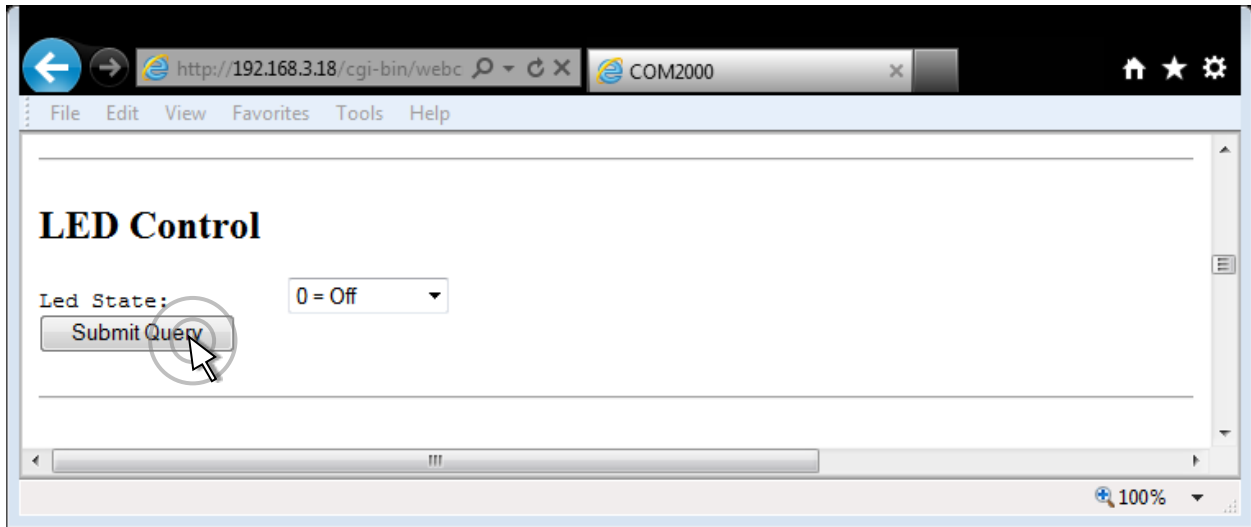 http://192.168.3.18/cgi-bin/webc
COM2000
File Edit View Favorites Tools Help
LED Control
Led State: 0 = Off
Submit Query
100%